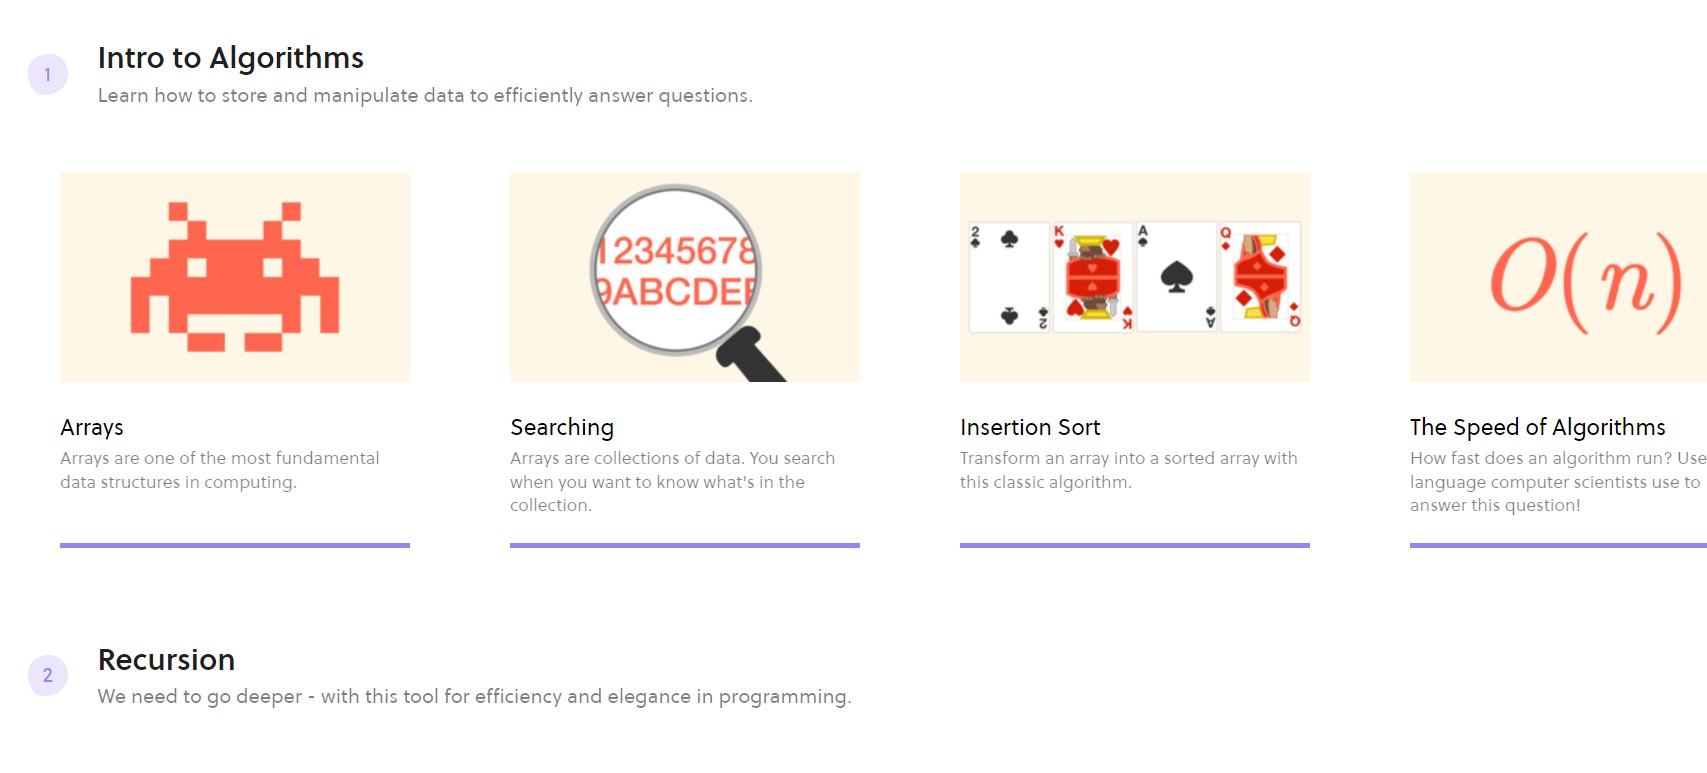 1
Intro to Algorithms
Learn how to store and manipulate data to efficiently answer questions.
12345678
9ABCDEF
2
2
K
K
A
A
Q
Q
O(n)
Arrays
Arrays are one of the most fundamental
data structures in computing.
Searching
Arrays are collections of data. You search
when you want to know what's in the
collection.
Insertion Sort
Transform an array into a sorted array with
this classic algorithm.
The Speed of Algorithms
How fast does an algorithm run? Use
language computer scientists use to
answer this question!
2
Recursion
We need to go deeper - with this tool for efficiency and elegance in programming.